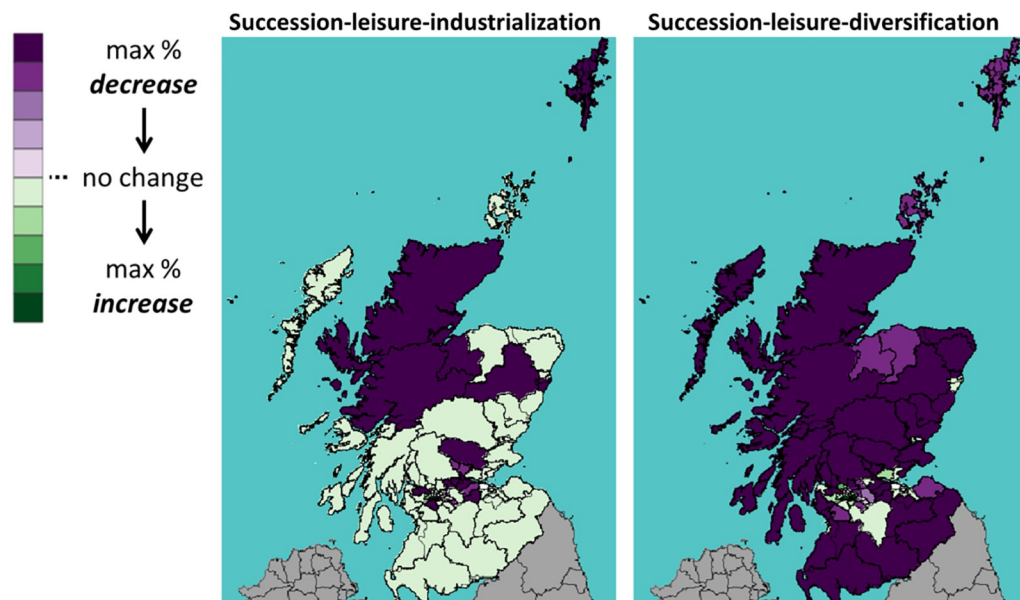 Succession-leisure-industrialization
Succession-leisure-diversification
max %
decrease
... no change
max %
increase